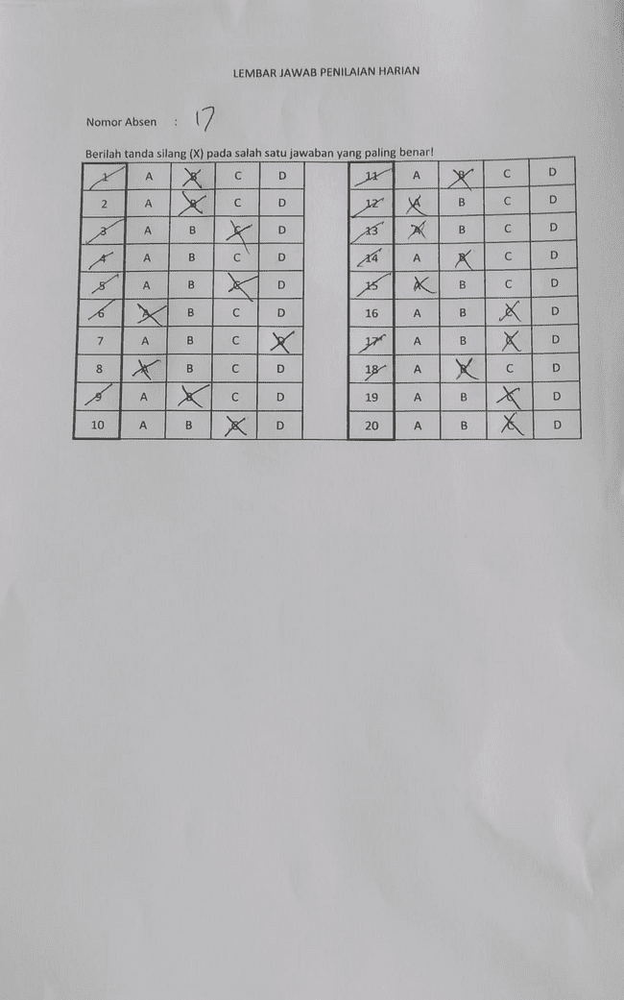 LEMBAR JAWAB PENILAIAN HARIAN
Nomor Absen : 17
Berilah tanda silang (X) pada salah satu jawaban yang paling benar!
1 A B C D 11 A B C D
2 A B C D 12 A B C D
3 A B C D 13 A B C D
4 A B C D 14 A B C D
5 A B C D 15 A B C D
6 A B C D 16 A B C D
7 A B C D 17 A B C D
8 A B C D 18 A B C D
9 A B C D 19 A B C D
10 A B C D 20 A B C D